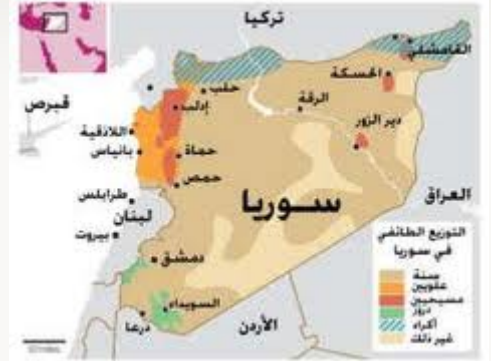 تركيا
القامشلي
الحسكة
حلب
إدلب
الرقة
قبرص
اللاذقية
دير الزور
بانياس
حماة
حمص
العراق
طرابلس
سوريا
لبنان
بيروت
دمشق
التوزيع الطائفي
في سوريا
سنة
علويين
مسيحيين
دروز
أكراد
غير ذلك
السويداء
درعا
الأردن